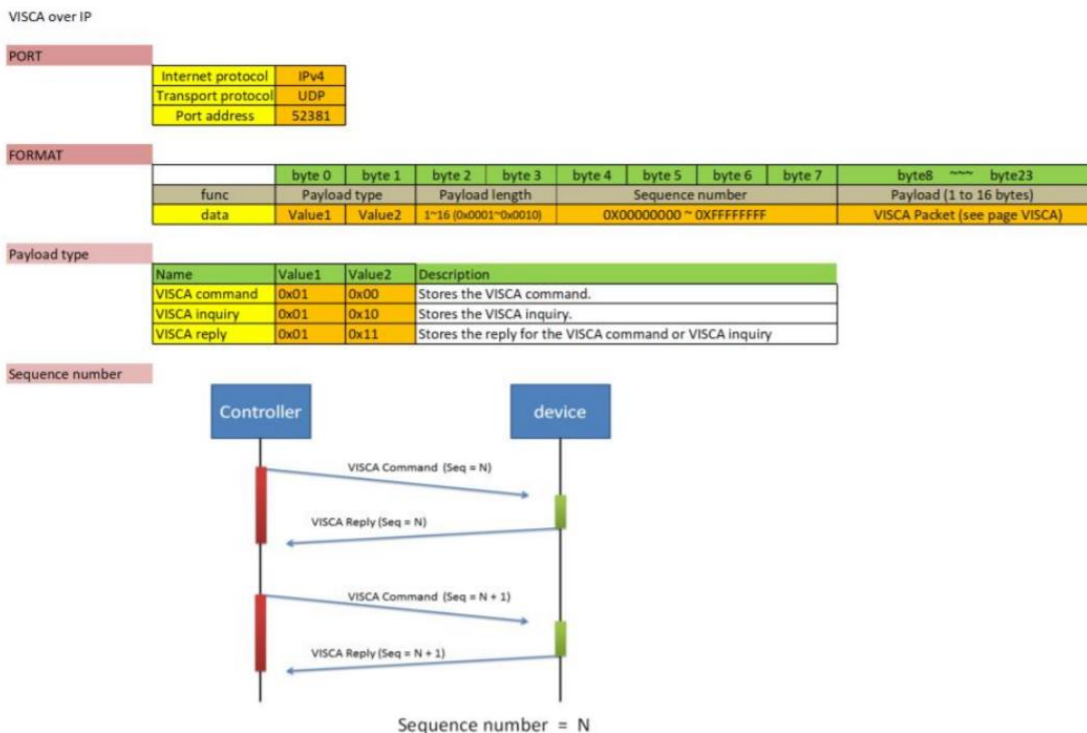 VISCA over IP
PORT
Internet protocol IPv4
Transport protocol UDP
Port address 52381
FORMAT
byte 0 byte 1 byte 2 byte 3 byte 4 byte 5 byte 6 byte 7 byte8 ~~~ byte23
func Payload type Payload length Sequence number Payload (1 to 16 bytes)
data Value1 Value2 1~16 (0x0001~0x0010) 0X00000000 ~ 0XFFFFFFFF VISCA Packet (see page VISCA)
Payload type
Name Value1 Value2 Description
VISCA command 0x01 0x00 Stores the VISCA command.
VISCA inquiry 0x01 0x10 Stores the VISCA inquiry.
VISCA reply 0x01 0x11 Stores the reply for the VISCA command or VISCA inquiry
Sequence number
Controller device
VISCA Command (Seq = N)
VISCA Reply (Seq = N)
VISCA Command (Seq = N + 1)
VISCA Reply (Seq = N + 1)
Sequence number = N